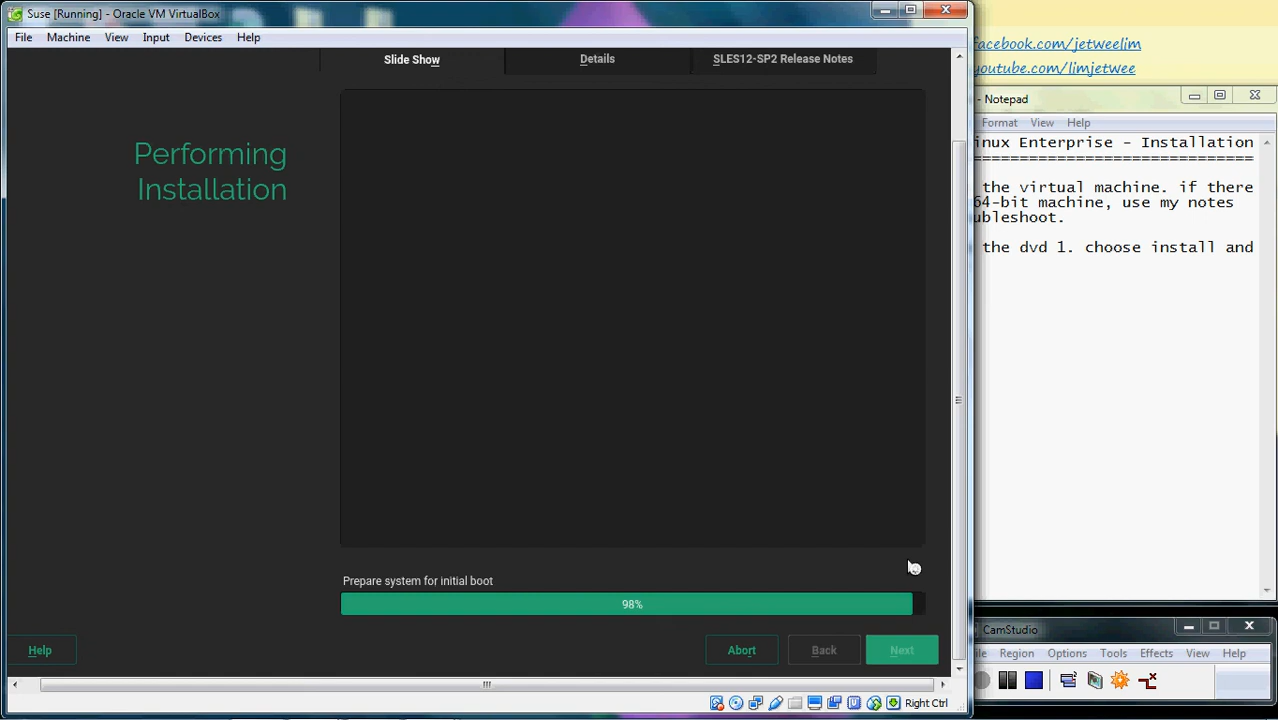 Suse [Running] - Oracle VM VirtualBox
File Machine View Input Devices Help
Slide Show Details SLES12-SP2 Release Notes
Performing
Installation
Prepare system for initial boot
98%
Help Abort Back Next
Right Ctrl
facebook.com/jetweelim
youtube.com/limjetwee
- Notepad
Format View Help
inux Enterprise - Installation
==============================
the virtual machine. if there
64-bit machine, use my notes
ubleshoot.
the dvd 1. choose install and
CamStudio
ile Region Options Tools Effects View Help